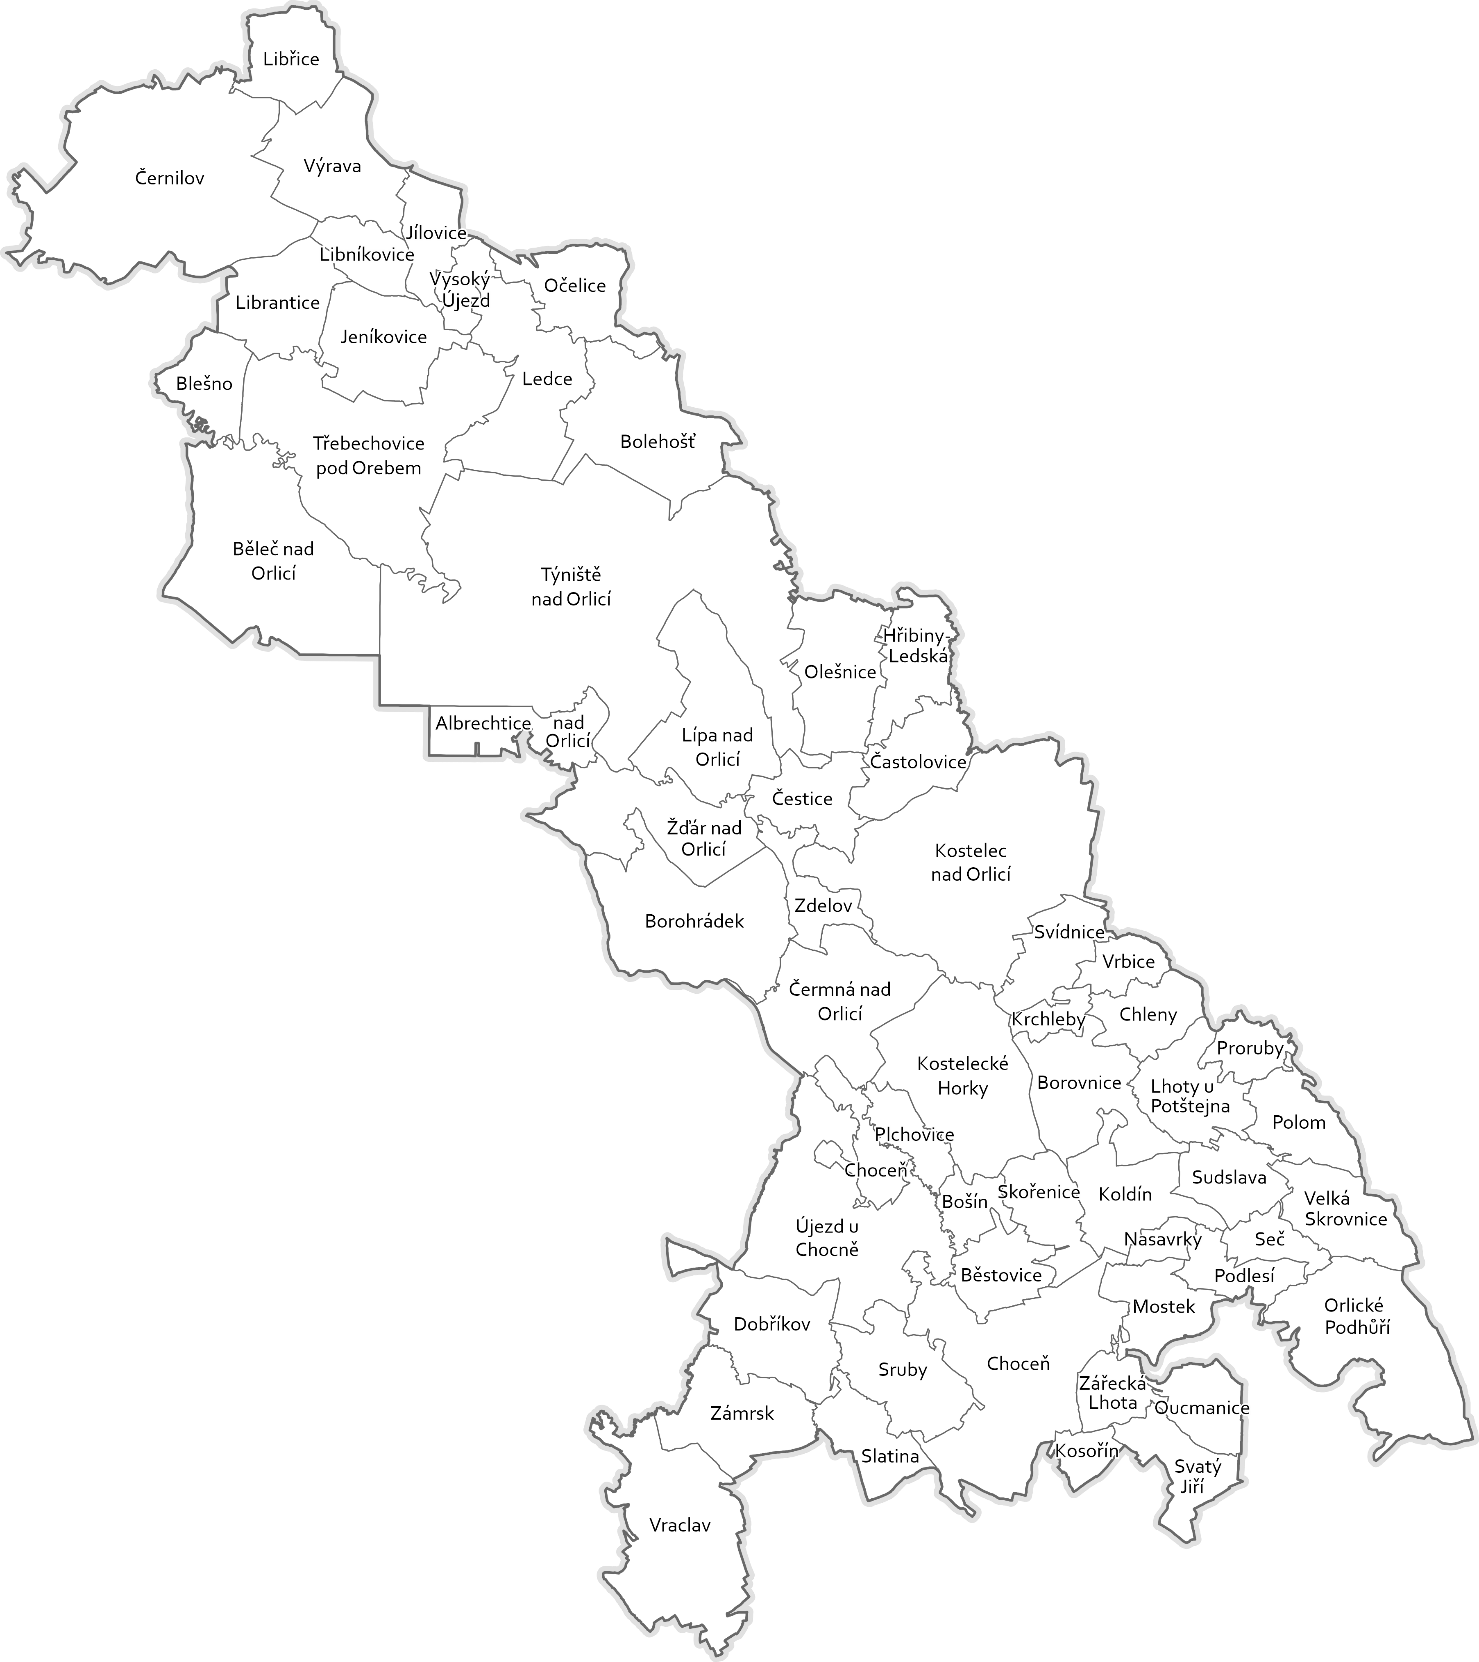 Libřice
Černilov
Výrava
Jílovice
Libníkovice
Vysoký
Újezd
Očelice
Librantice
Jeníkovice
Blešno
Ledce
Třebechovice
pod Orebem
Bolehošť
Běleč nad
Orlicí
Týniště
nad Orlicí
Hřibiny-
Ledská
Olešnice
Albrechtice nad
Orlicí
Lípa nad
Orlicí
Častolovice
Čestice
Žďár nad
Orlicí
Kostelec
nad Orlicí
Borohrádek
Zdelov
Svídnice
Vrbice
Čermná nad
Orlicí
Krchleby
Chleny
Proruby
Kostelecké
Horky
Borovnice
Lhoty u
Potštejna
Polom
Plchovice
Choceň
Sudslava
Bošín
Skořenice
Koldín
Velká
Skrovnice
Újezd u
Chocně
Nasavrky
Seč
Běstovice
Podlesí
Mostek
Orlické
Podhůří
Dobříkov
Sruby
Choceň
Zářecká
Lhota
Oucmanice
Zámrsk
Slatina
Kosořín
Svatý
Jiří
Vraclav